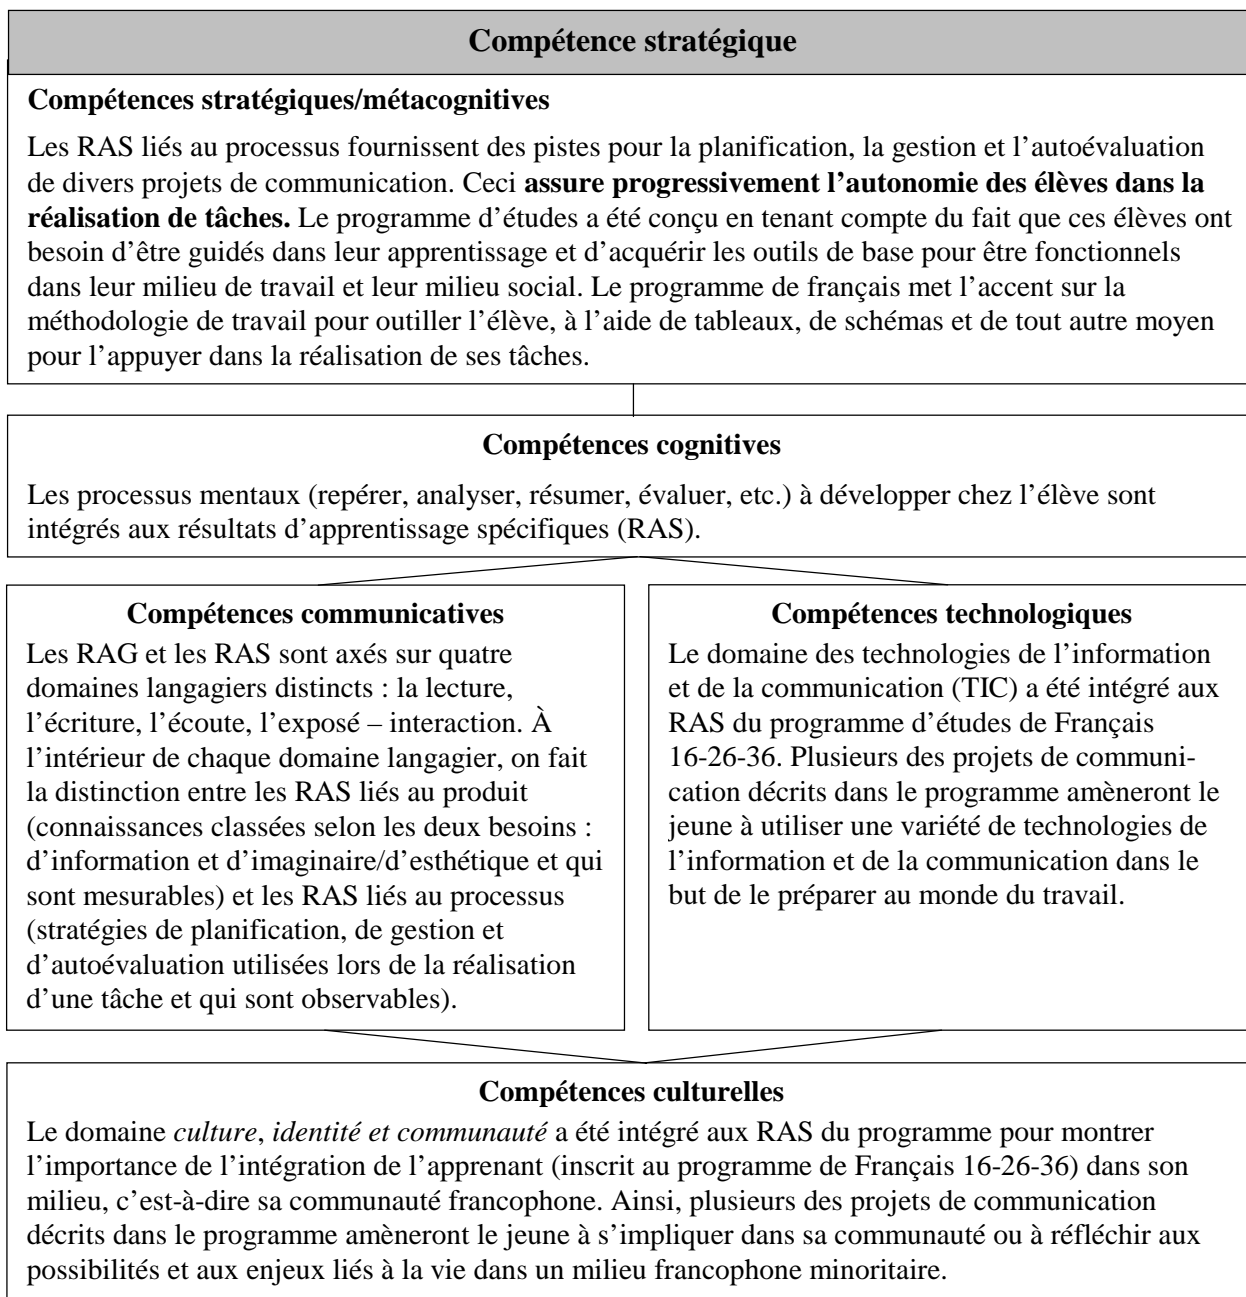 Compétence stratégique
Compétences stratégiques/métacognitives
Les RAS liés au processus fournissent des pistes pour la planification, la gestion et l’autoévaluation
de divers projets de communication. Ceci assure progressivement l’autonomie des élèves dans la
réalisation de tâches. Le programme d’études a été conçu en tenant compte du fait que ces élèves ont
besoin d’être guidés dans leur apprentissage et d’acquérir les outils de base pour être fonctionnels
dans leur milieu de travail et leur milieu social. Le programme de français met l’accent sur la
méthodologie de travail pour outiller l’élève, à l’aide de tableaux, de schémas et de tout autre moyen
pour l’appuyer dans la réalisation de ses tâches.
Compétences cognitives
Les processus mentaux (repérer, analyser, résumer, évaluer, etc.) à développer chez l’élève sont
intégrés aux résultats d’apprentissage spécifiques (RAS).
Compétences communicatives
Les RAG et les RAS sont axés sur quatre
domaines langagiers distincts : la lecture,
l’écriture, l’écoute, l’exposé – interaction. À
l’intérieur de chaque domaine langagier, on fait
la distinction entre les RAS liés au produit
(connaissances classées selon les deux besoins :
d’information et d’imaginaire/d’esthétique et qui
sont mesurables) et les RAS liés au processus
(stratégies de planification, de gestion et
d’autoévaluation utilisées lors de la réalisation
d’une tâche et qui sont observables).
Compétences technologiques
Le domaine des technologies de l’information
et de la communication (TIC) a été intégré aux
RAS du programme d’études de Français
16-26-36. Plusieurs des projets de communi-
cation décrits dans le programme amèneront le
jeune à utiliser une variété de technologies de
l’information et de la communication dans le
but de le préparer au monde du travail.
Compétences culturelles
Le domaine culture, identité et communauté a été intégré aux RAS du programme pour montrer
l’importance de l’intégration de l’apprenant (inscrit au programme de Français 16-26-36) dans son
milieu, c’est-à-dire sa communauté francophone. Ainsi, plusieurs des projets de communication
décrits dans le programme amèneront le jeune à s’impliquer dans sa communauté ou à réfléchir aux
possibilités et aux enjeux liés à la vie dans un milieu francophone minoritaire.